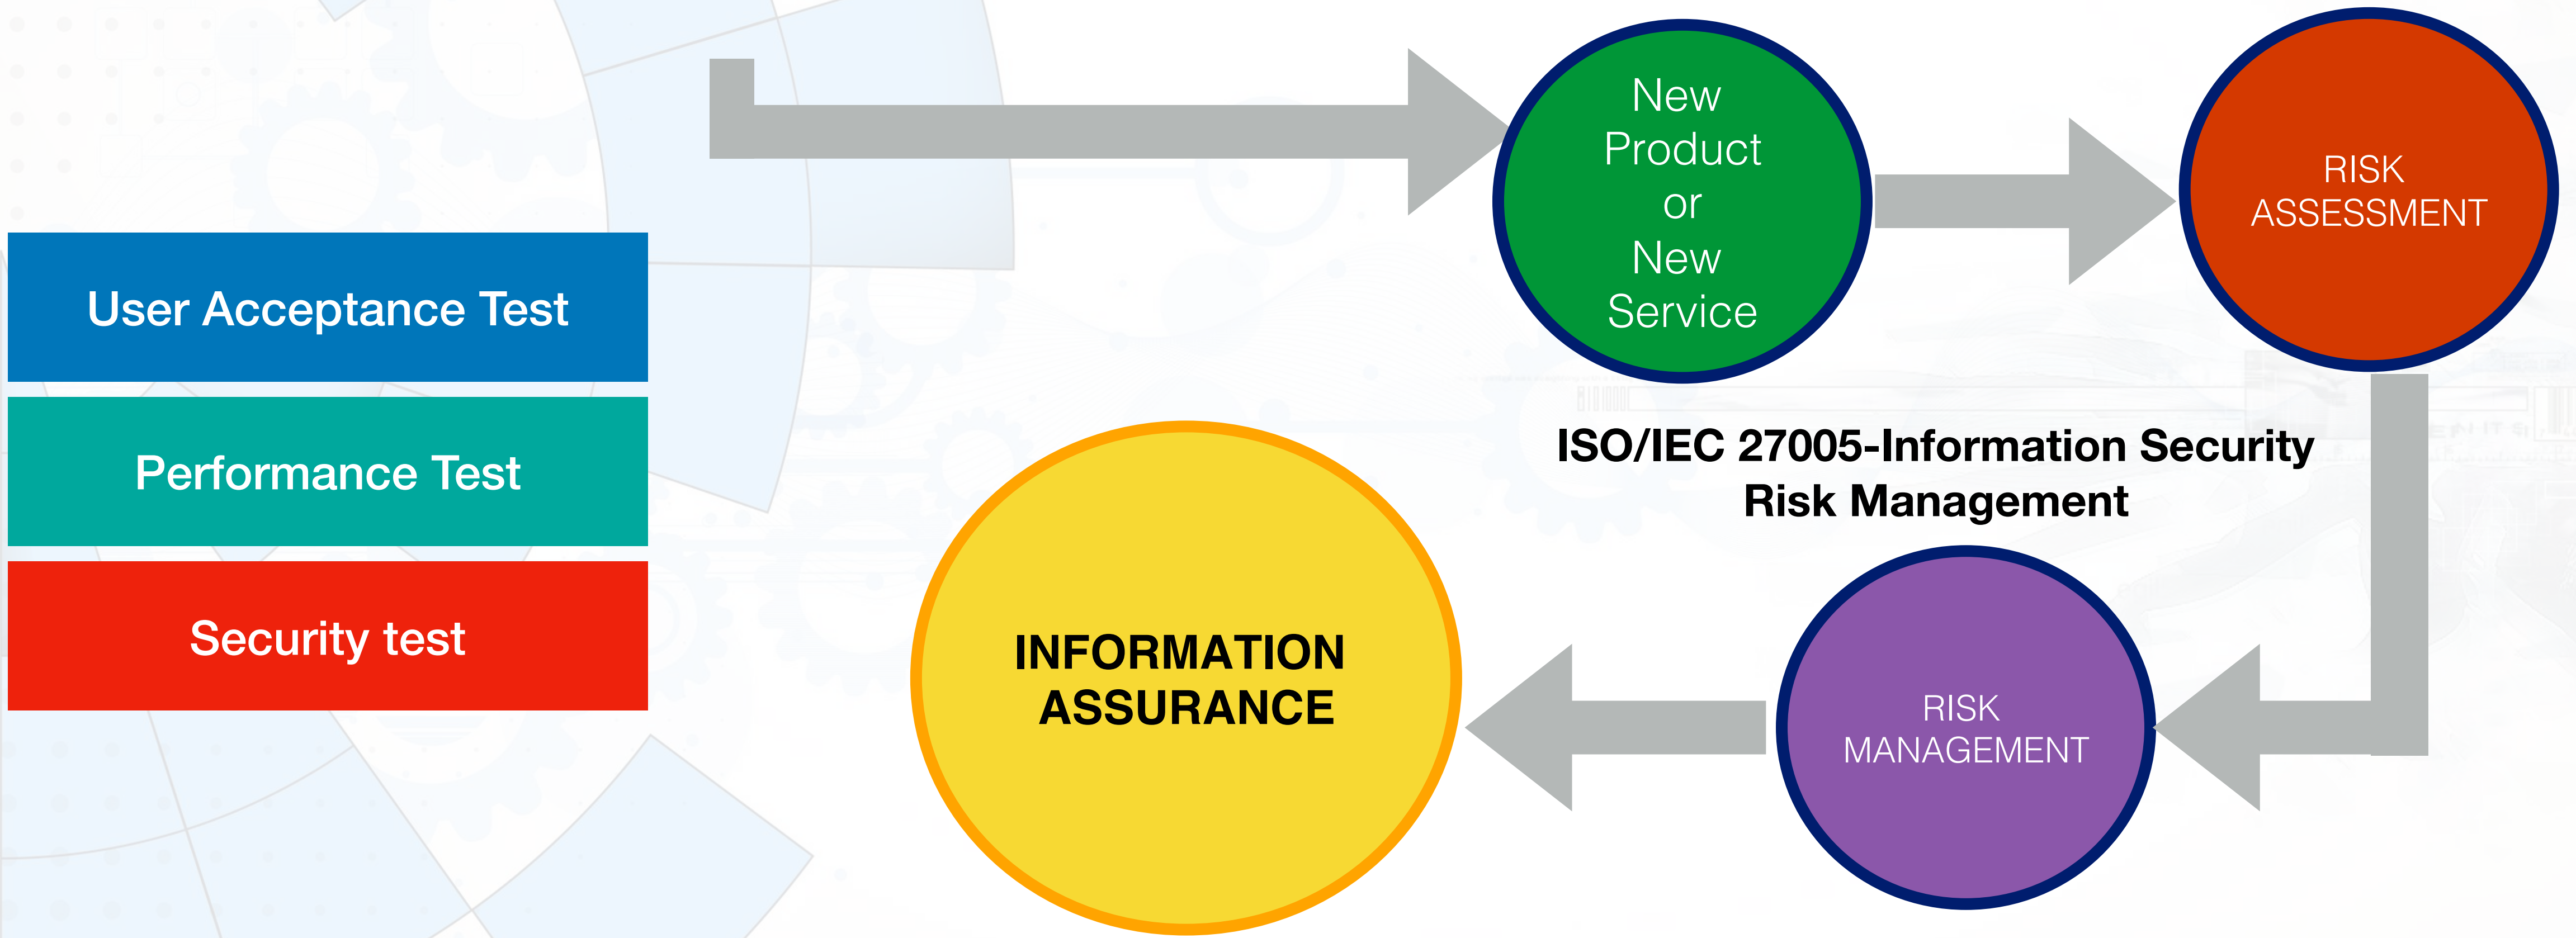 User Acceptance Test
Performance Test
Security test
New
Product
or
New
Service
RISK
ASSESSMENT
ISO/IEC 27005-Information Security
Risk Management
RISK
MANAGEMENT
INFORMATION
ASSURANCE